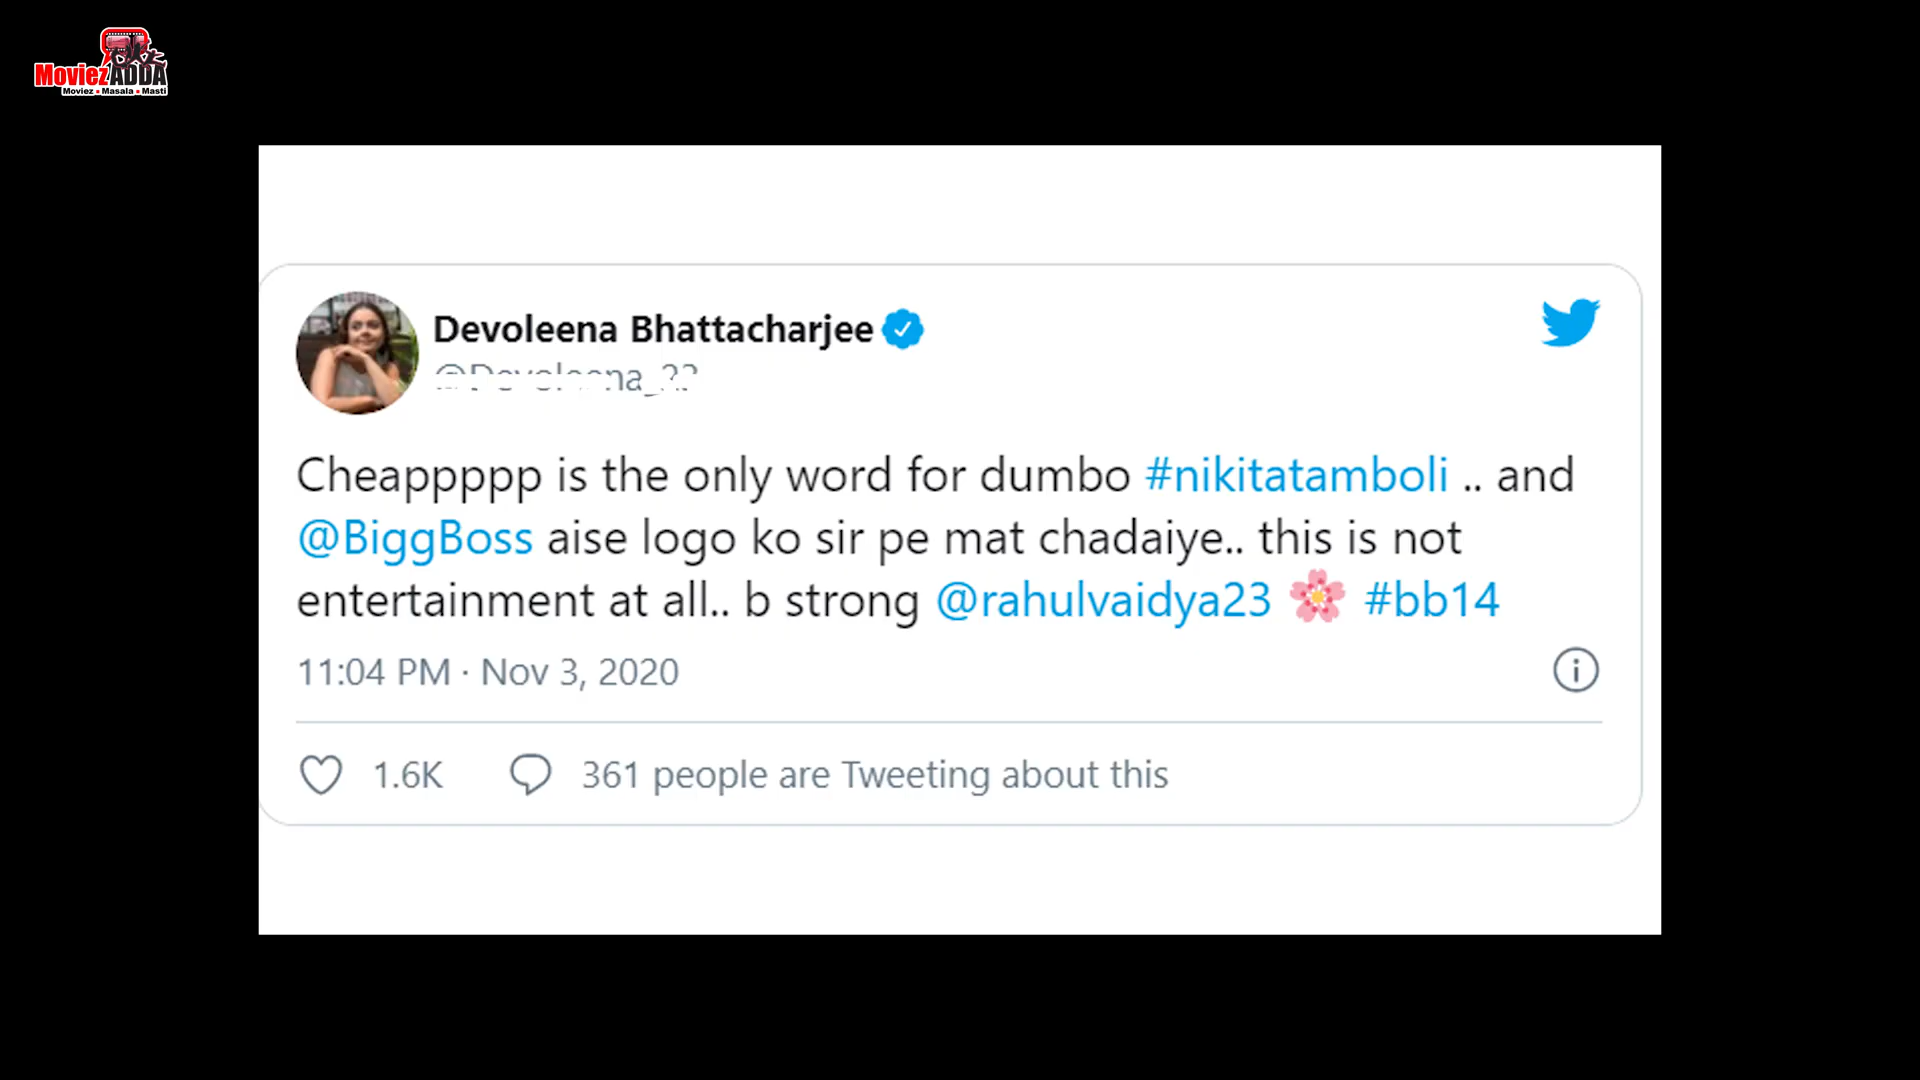 MoviezADDA
Moviez • Masala • Masti
Devoleena Bhattacharjee
@Devoleena_22
Cheapppppp is the only word for dumbo #nikitatamboli .. and
@BiggBoss aise logo ko sir pe mat chadaiye.. this is not
entertainment at all.. b strong @rahulvaidya23 🌸 #bb14
11:04 PM · Nov 3, 2020
1.6K
361 people are Tweeting about this